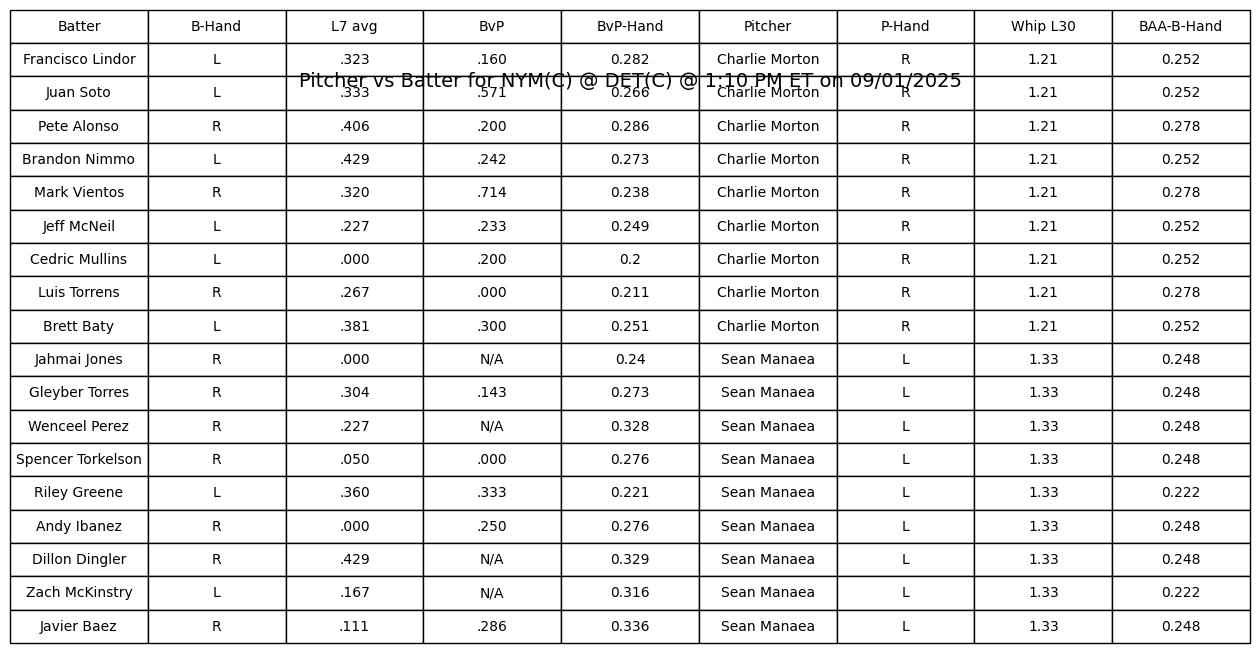 Batter B-Hand L7 avg BvP BvP-Hand Pitcher P-Hand Whip L30 BAA-B-Hand
Francisco Lindor L .323 .160 0.282 Charlie Morton R 1.21 0.252
Pitcher vs Batter for NYM(C) @ DET(C) @ 1:10 PM ET on 09/01/2025
Juan Soto L .333 .571 0.266 Charlie Morton R 1.21 0.252
Pete Alonso R .406 .200 0.286 Charlie Morton R 1.21 0.278
Brandon Nimmo L .429 .242 0.273 Charlie Morton R 1.21 0.252
Mark Vientos R .320 .714 0.238 Charlie Morton R 1.21 0.278
Jeff McNeil L .227 .233 0.249 Charlie Morton R 1.21 0.252
Cedric Mullins L .000 .200 0.2 Charlie Morton R 1.21 0.252
Luis Torrens R .267 .000 0.211 Charlie Morton R 1.21 0.278
Brett Baty L .381 .300 0.251 Charlie Morton R 1.21 0.252
Jahmai Jones R .000 N/A 0.24 Sean Manaea L 1.33 0.248
Gleyber Torres R .304 .143 0.273 Sean Manaea L 1.33 0.248
Wenceel Perez R .227 N/A 0.328 Sean Manaea L 1.33 0.248
Spencer Torkelson R .050 .000 0.276 Sean Manaea L 1.33 0.248
Riley Greene L .360 .333 0.221 Sean Manaea L 1.33 0.222
Andy Ibanez R .000 .250 0.276 Sean Manaea L 1.33 0.248
Dillon Dingler R .429 N/A 0.329 Sean Manaea L 1.33 0.248
Zach McKinstry L .167 N/A 0.316 Sean Manaea L 1.33 0.222
Javier Baez R .111 .286 0.336 Sean Manaea L 1.33 0.248